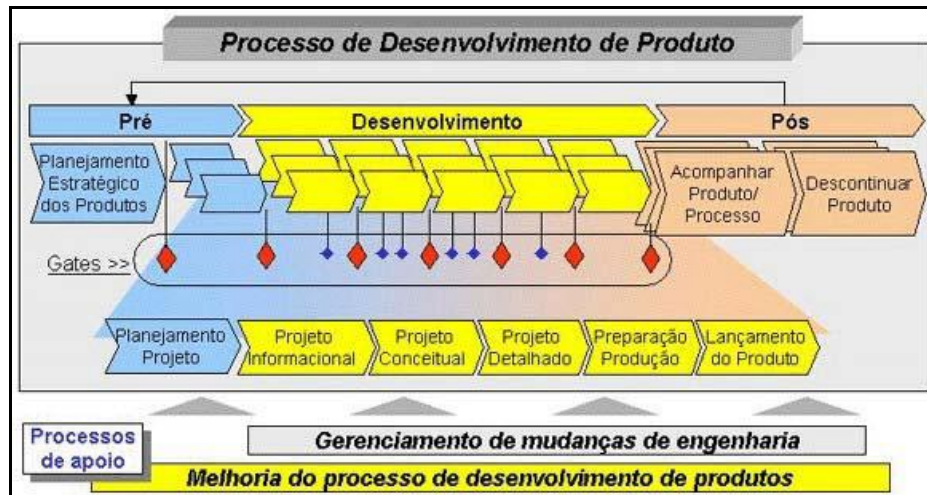 Processo de Desenvolvimento de Produto
Pré
Desenvolvimento
Pós
Planejamento
Estratégico
dos Produtos
Acompanhar
Produto/
Processo
Descontinuar
Produto
Gates >>
Planejamento
Projeto
Projeto
Informacional
Projeto
Conceitual
Projeto
Detalhado
Preparação
Produção
Lançamento
do Produto
Processos
de apoio
Gerenciamento de mudanças de engenharia
Melhoria do processo de desenvolvimento de produtos